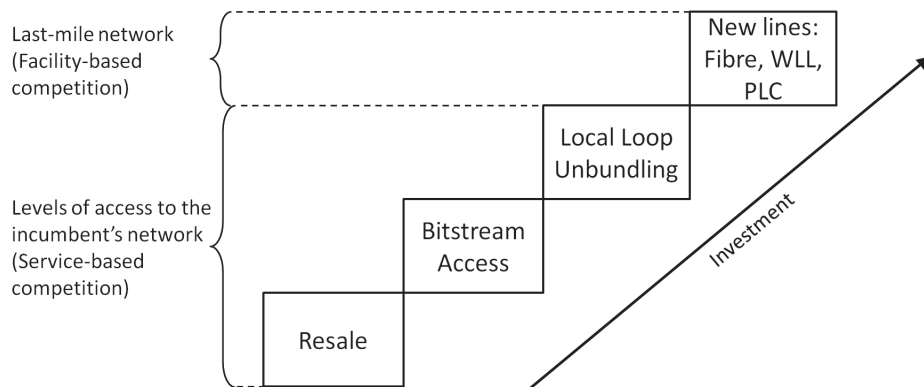 Last-mile network
(Facility-based
competition)
New lines:
Fibre, WLL,
PLC
Local Loop
Unbundling
Levels of access to the
incumbent's network
(Service-based
competition)
Bitstream
Access
Investment
Resale